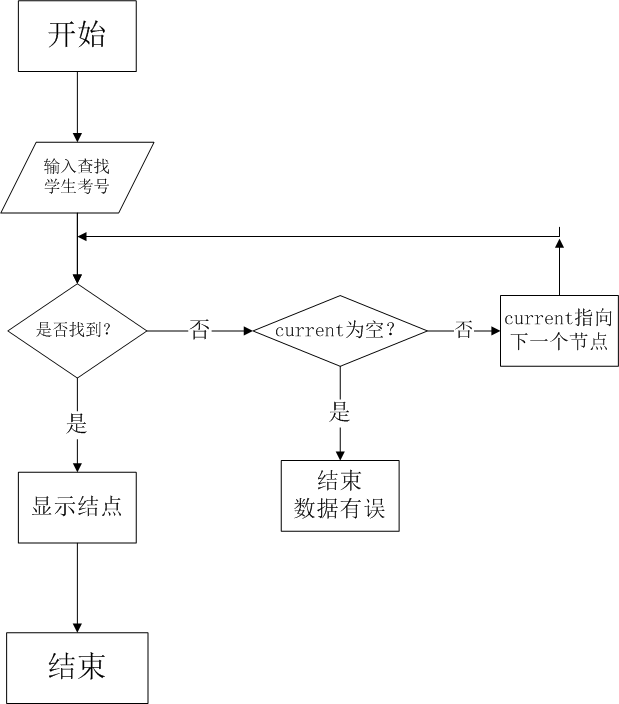 开始
输入查找
学生考号
是否找到?
否
current为空?
否
current指向
下一个节点
是
是
显示结点
结束
数据有误
结束